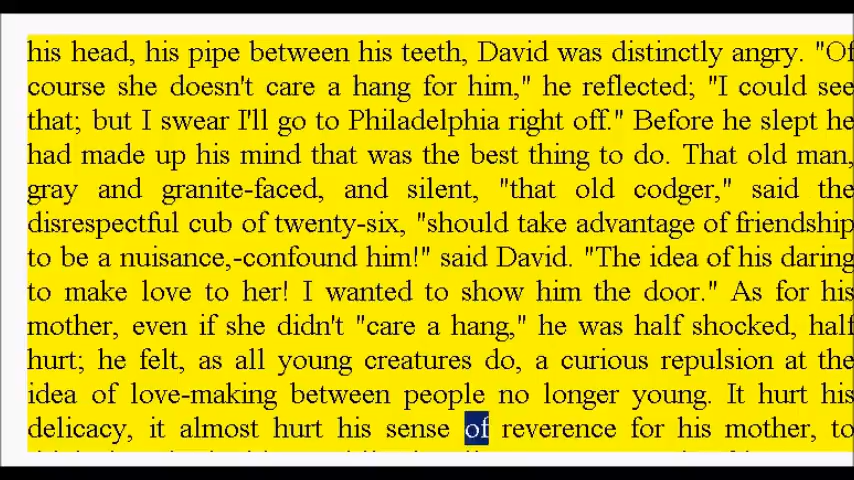 his head, his pipe between his teeth, David was distinctly angry. "Of
course she doesn't care a hang for him," he reflected; "I could see
that; but I swear I'll go to Philadelphia right off." Before he slept he
had made up his mind that was the best thing to do. That old man,
gray and granite-faced, and silent, "that old codger," said the
disrespectful cub of twenty-six, "should take advantage of friendship
to be a nuisance,-confound him!" said David. "The idea of his daring
to make love to her! I wanted to show him the door." As for his
mother, even if she didn't "care a hang," he was half shocked, half
hurt; he felt, as all young creatures do, a curious repulsion at the
idea of love-making between people no longer young. It hurt his
delicacy, it almost hurt his sense of reverence for his mother, to